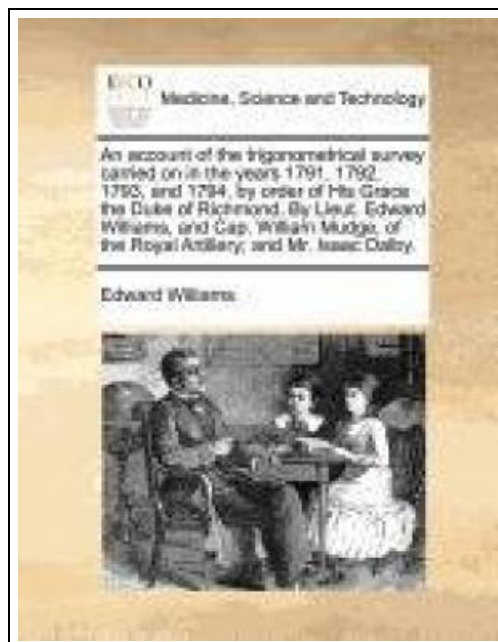 ECCO
Medicine, Science and Technology
An account of the trigonometrical survey
carried on in the years 1791, 1792,
1793, and 1794, by order of His Grace
the Duke of Richmond. By Lieut. Edward
Williams, and Cap. William Mudge, of
the Royal Artillery; and Mr. Isaac Dalby.
Edward Williams